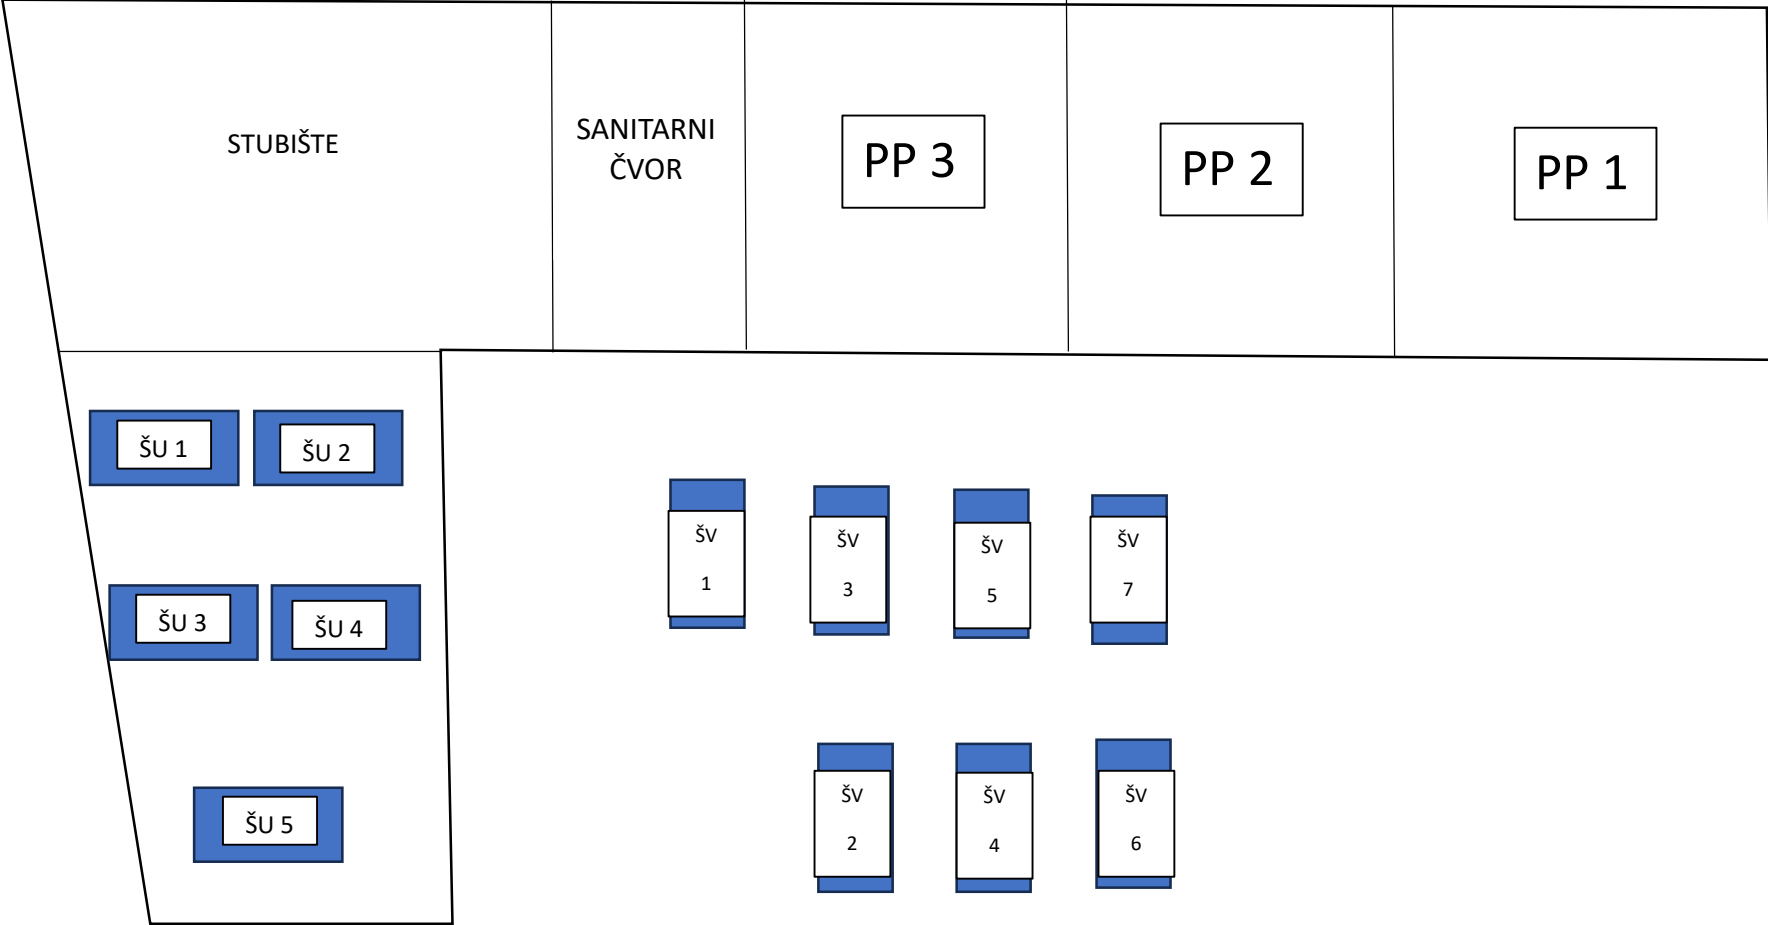 STUBIŠTE
SANITARNI
ČVOR
PP 3
PP 2
PP 1
ŠU 1
ŠU 2
ŠU 3
ŠU 4
ŠU 5
ŠV
1
ŠV
3
ŠV
5
ŠV
7
ŠV
2
ŠV
4
ŠV
6